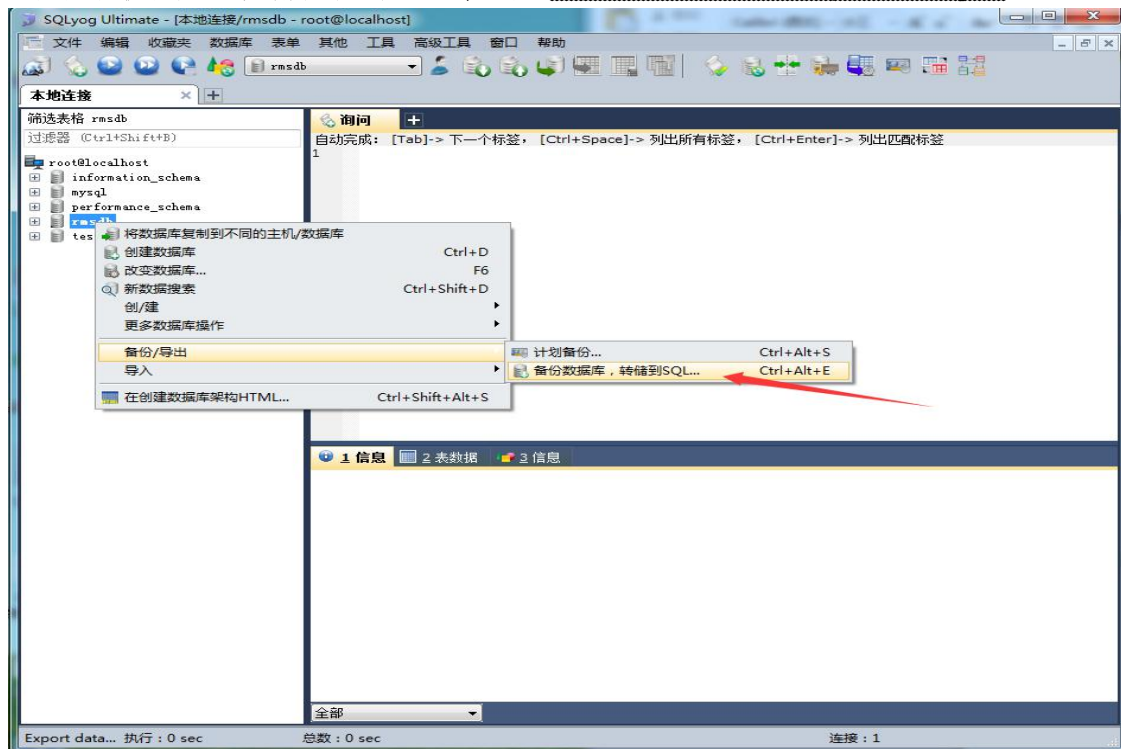 SQLyog Ultimate - [本地连接/rmsdb - root@localhost]
文件 编辑 收藏夹 数据库 表单 其他 工具 高级工具 窗口 帮助
rmsdb
本地连接
筛选表格 rmsdb
过滤器 (Ctrl+Shift+B)
root@localhost
information_schema
mysql
performance_schema
rmsdb
tes
将数据库复制到不同的主机/数据库
创建数据库 Ctrl+D
改变数据库... F6
新数据搜索 Ctrl+Shift+D
创/建
更多数据库操作
备份/导出
导入
在创建数据库架构HTML... Ctrl+Shift+Alt+S
计划备份... Ctrl+Alt+S
备份数据库，转储到SQL... Ctrl+Alt+E
询问
自动完成: [Tab]-> 下一个标签， [Ctrl+Space]-> 列出所有标签， [Ctrl+Enter]-> 列出匹配标签
1
1 信息 2 表数据 3 信息
全部
Export data... 执行：0 sec 总数：0 sec 连接：1